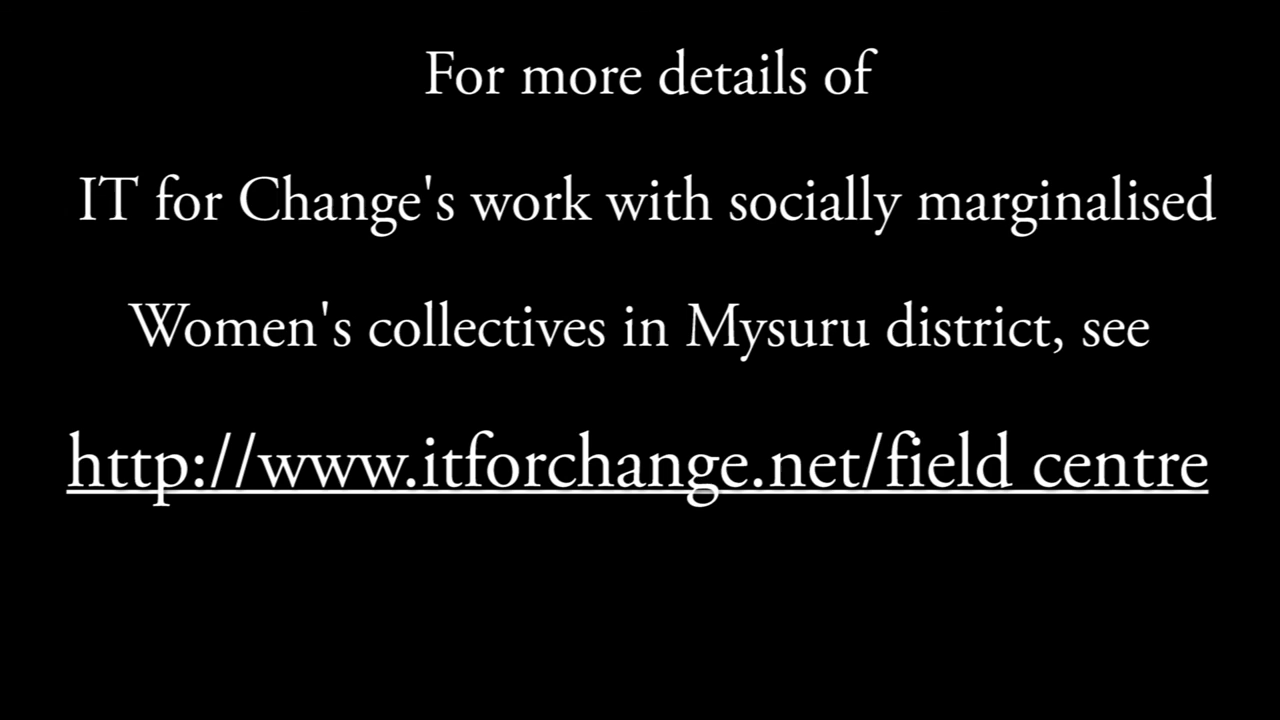 For more details of
IT for Change's work with socially marginalised
Women's collectives in Mysuru district, see
http://www.itforchange.net/field centre